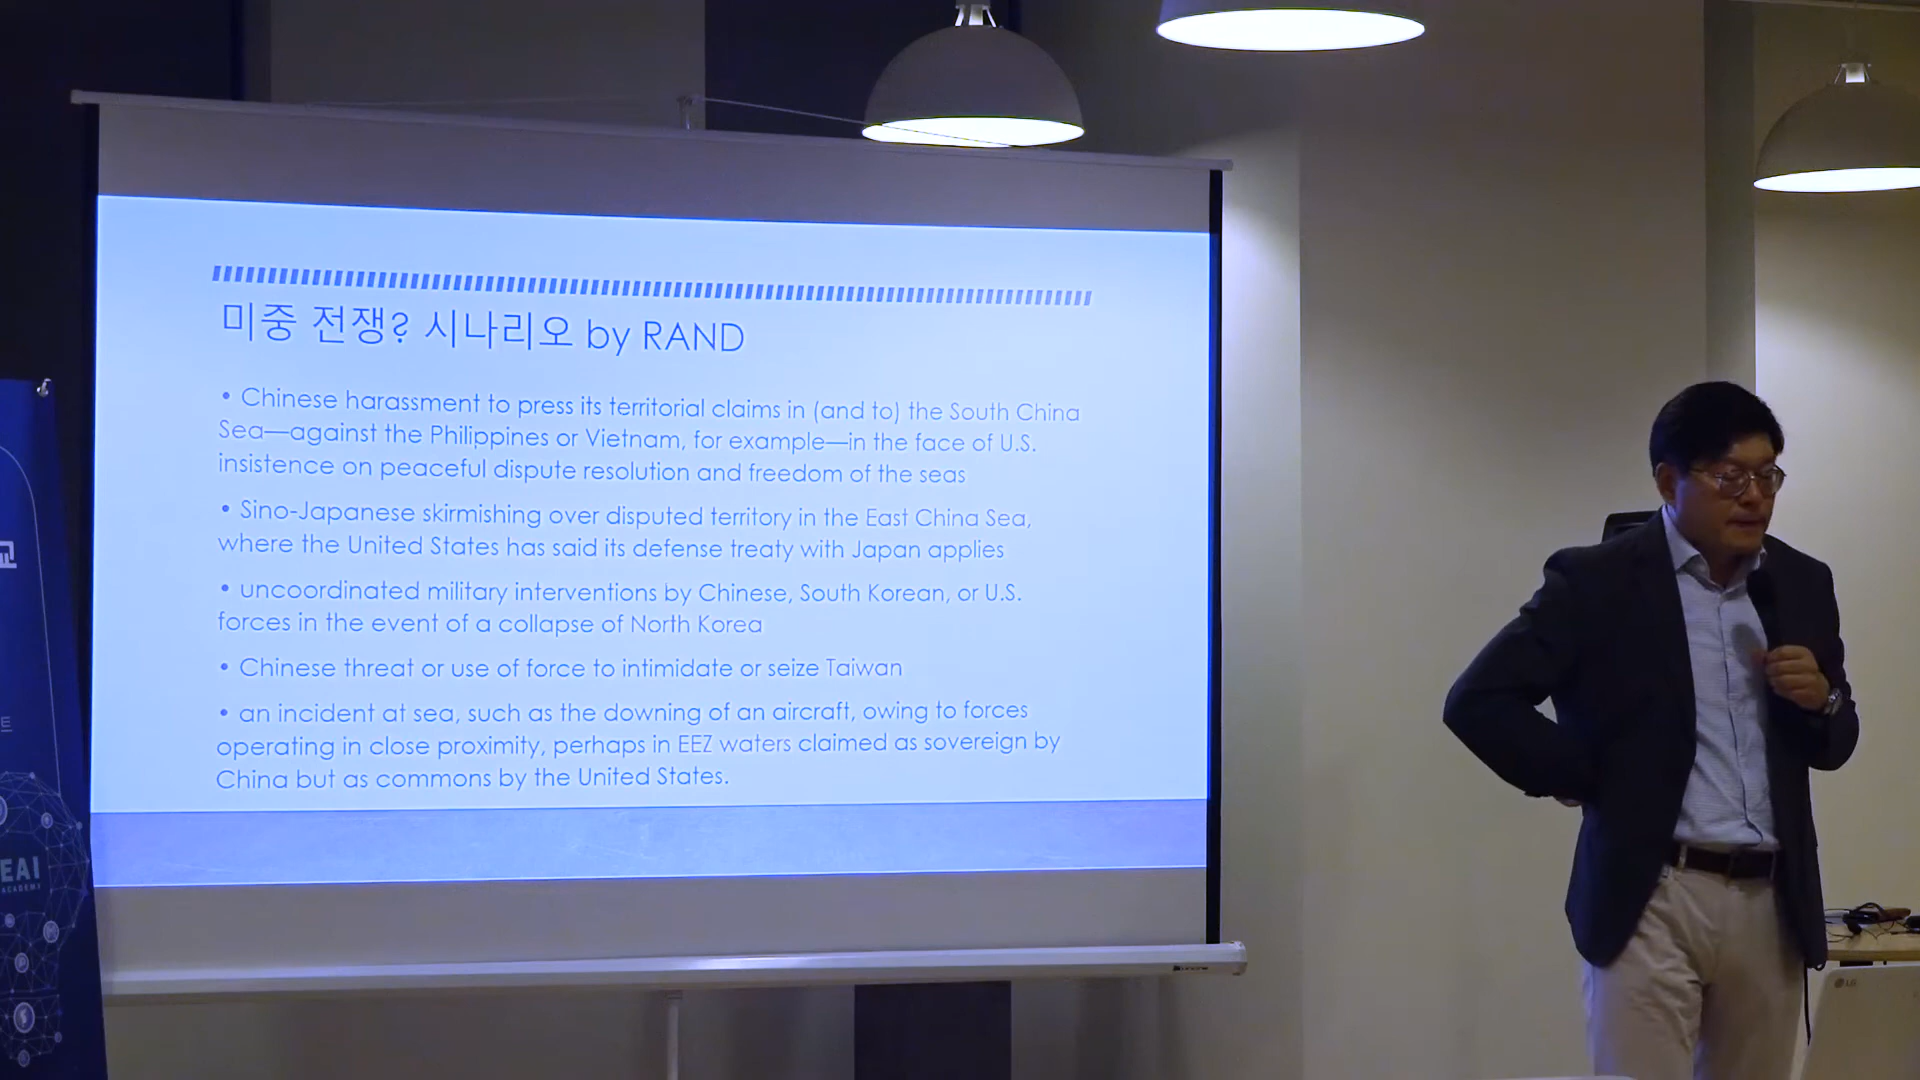 미중 전쟁? 시나리오 by RAND
• Chinese harassment to press its territorial claims in (and to) the South China
Sea—against the Philippines or Vietnam, for example—in the face of U.S.
insistence on peaceful dispute resolution and freedom of the seas
• Sino-Japanese skirmishing over disputed territory in the East China Sea,
where the United States has said its defense treaty with Japan applies
• uncoordinated military interventions by Chinese, South Korean, or U.S.
forces in the event of a collapse of North Korea
• Chinese threat or use of force to intimidate or seize Taiwan
• an incident at sea, such as the downing of an aircraft, owing to forces
operating in close proximity, perhaps in EEZ waters claimed as sovereign by
China but as commons by the United States.
교
트
EAI
ACADEMY
LG